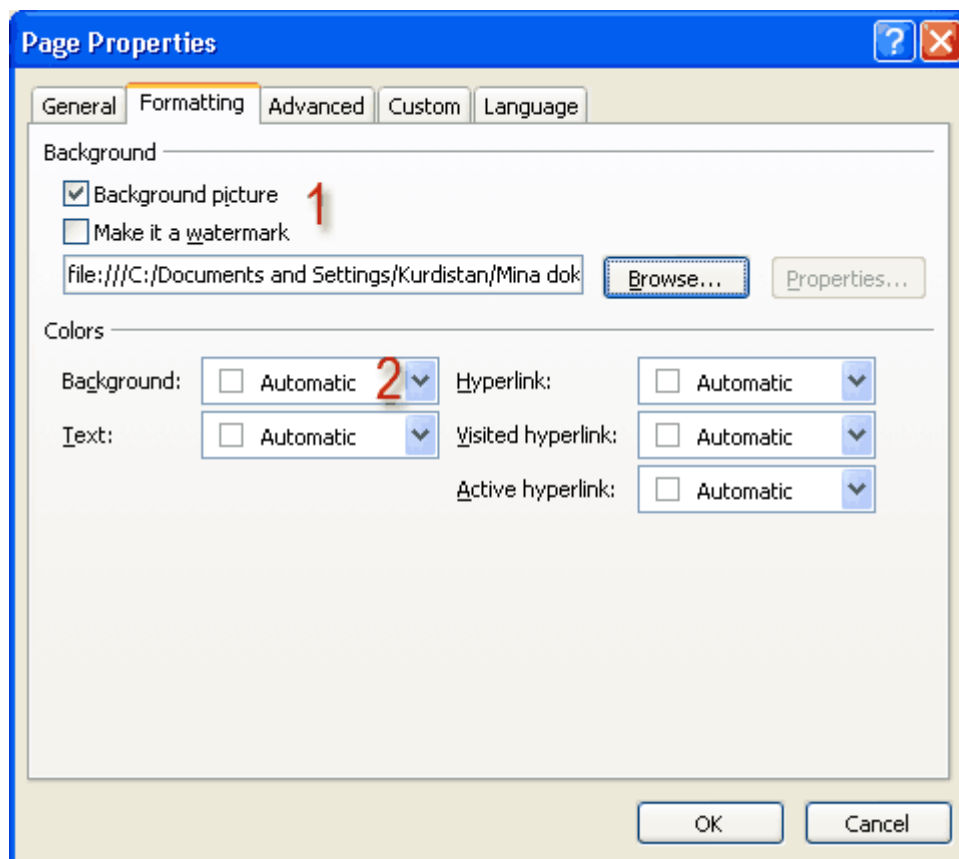 Page Properties
General Formatting Advanced Custom Language
Background
Background picture 1
Make it a watermark
file:///C:/Documents and Settings/Kurdistan/Mina dok Browse... Properties...
Colors
Background: Automatic 2 Hyperlink: Automatic
Text: Automatic Visited hyperlink: Automatic
Active hyperlink: Automatic
OK Cancel